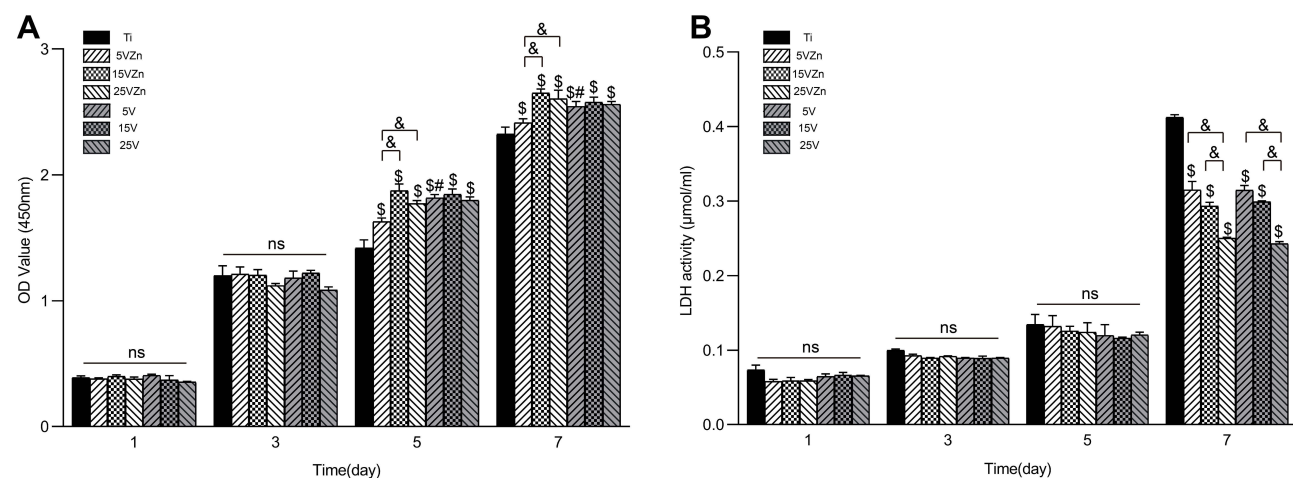 A
Ti
5VZn
15VZn
25VZn
5V
15V
25V
OD Value (450nm)
3
2
1
0
ns
ns
&
&
$
$
$
$#
$
$
&
&
$
$
$
$#
$
$
1
3
5
7
Time(day)
B
Ti
5VZn
15VZn
25VZn
5V
15V
25V
LDH activity (μmol/ml)
0.5
0.4
0.3
0.2
0.1
0.0
ns
ns
ns
&
&
&
&
$
$
$
$
$
$
1
3
5
7
Time(day)